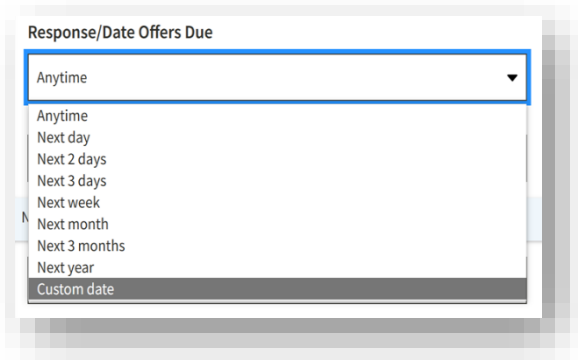 Response/Date Offers Due
Anytime
Anytime
Next day
Next 2 days
Next 3 days
Next week
Next month
Next 3 months
Next year
Custom date